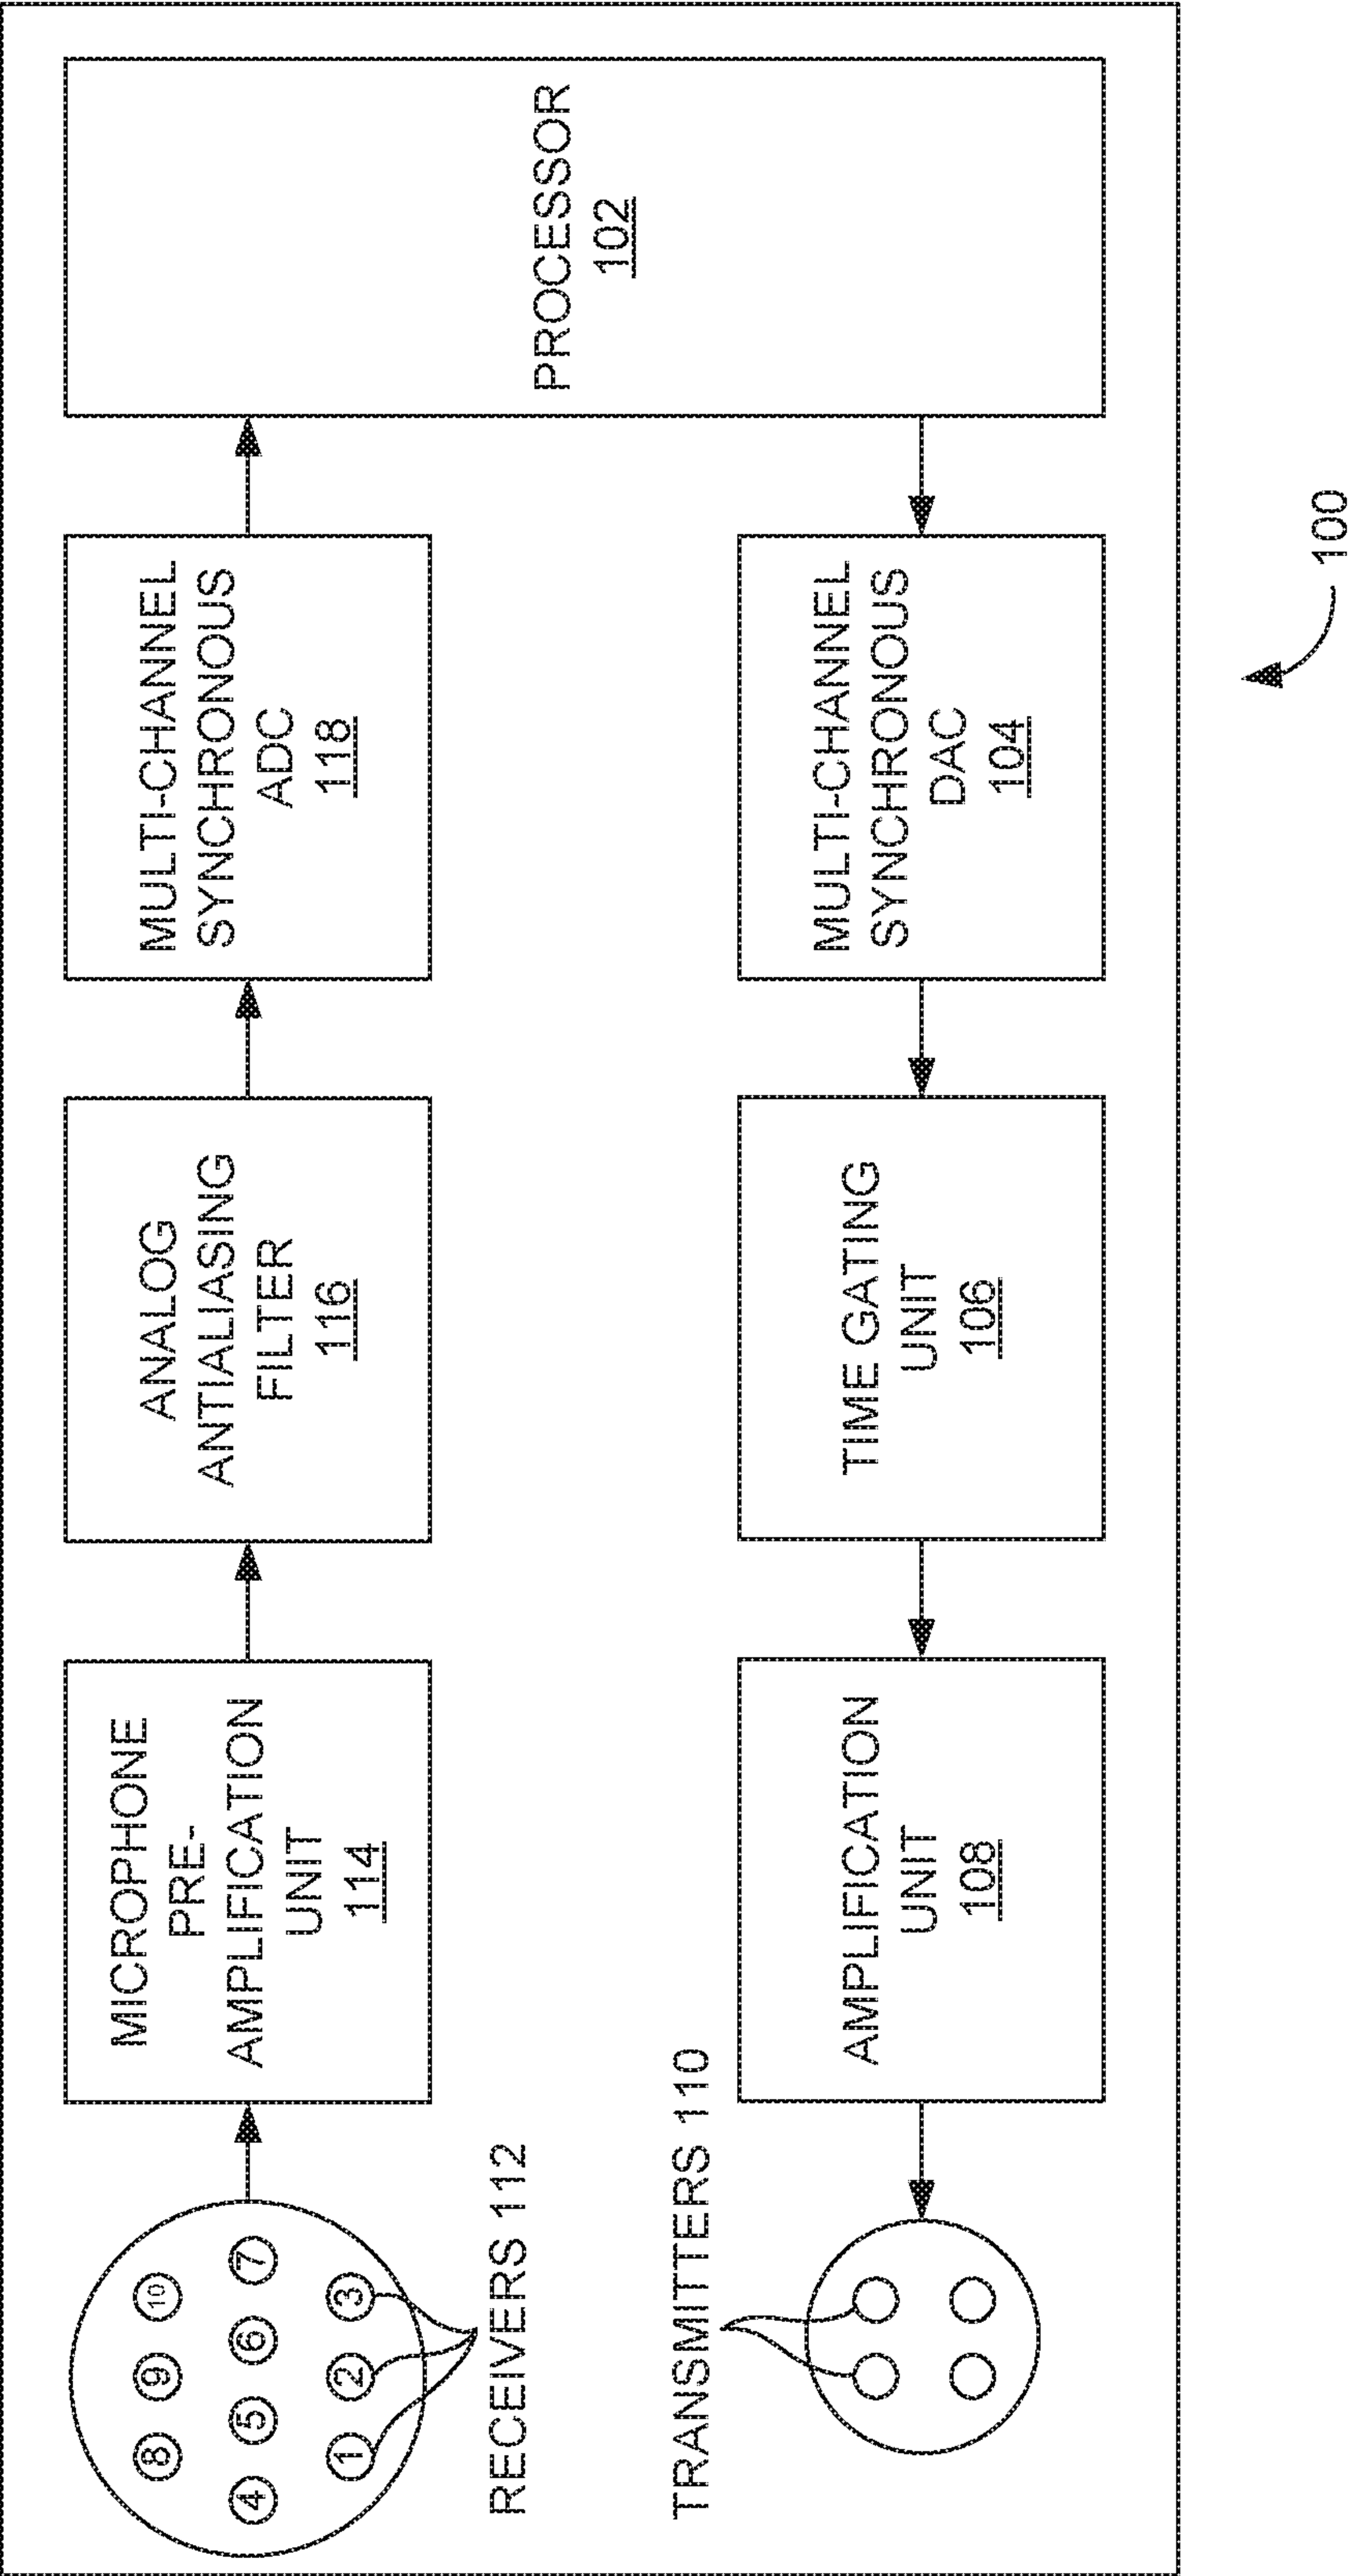 8
9
10
4
5
6
7
1
2
3
RECEIVERS 112
MICROPHONE
PRE-
AMPLIFICATION
UNIT
114
ANALOG
ANTIALIASING
FILTER
116
MULTI-CHANNEL
SYNCHRONOUS
ADC
118
PROCESSOR
102
TRANSMITTERS 110
AMPLIFICATION
UNIT
108
TIME GATING
UNIT
106
MULTI-CHANNEL
SYNCHRONOUS
DAC
104
100